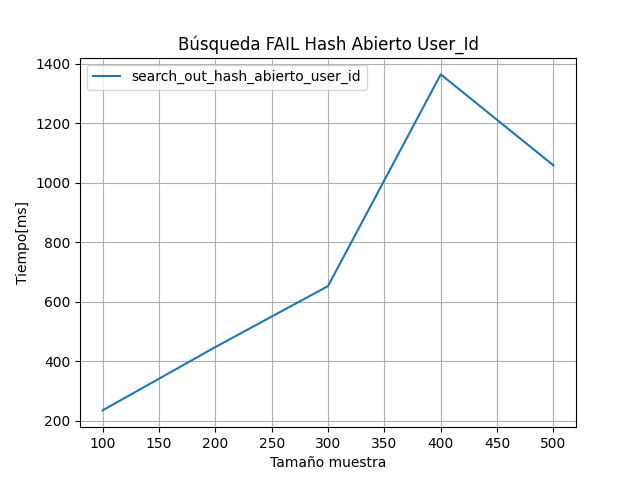 Búsqueda FAIL Hash Abierto User_Id
search_out_hash_abierto_user_id
1400
1200
1000
800
600
400
200
Tiempo[ms]
100 150 200 250 300 350 400 450 500
Tamaño muestra